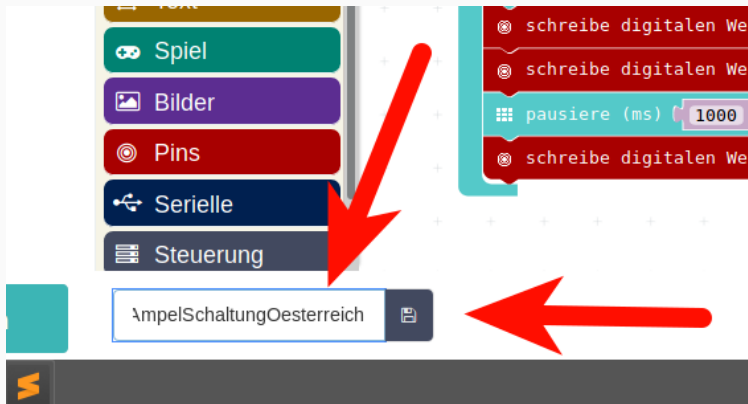 Spiel
Bilder
Pins
Serielle
Steuerung
schreibe digitalen We
schreibe digitalen We
pausiere (ms) 1000
schreibe digitalen We
AmpelSchaltungOesterreich